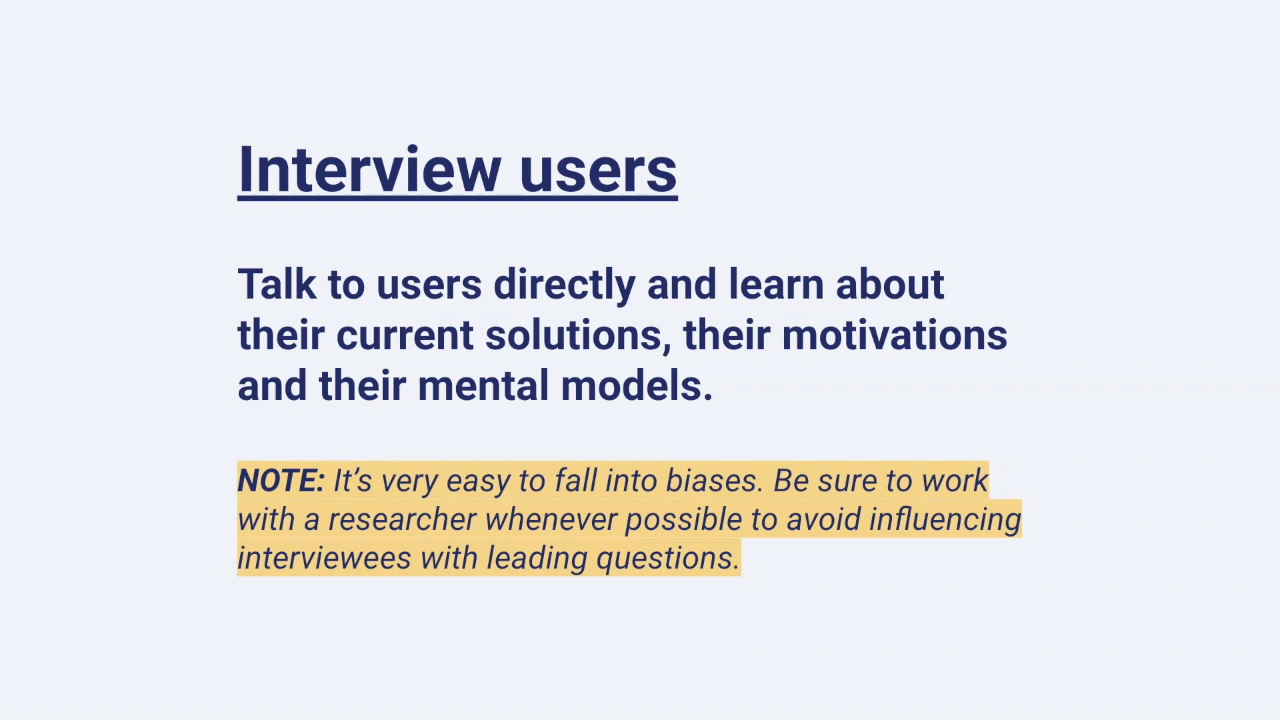 Interview users
Talk to users directly and learn about
their current solutions, their motivations
and their mental models.
NOTE: It’s very easy to fall into biases. Be sure to work
with a researcher whenever possible to avoid influencing
interviewees with leading questions.